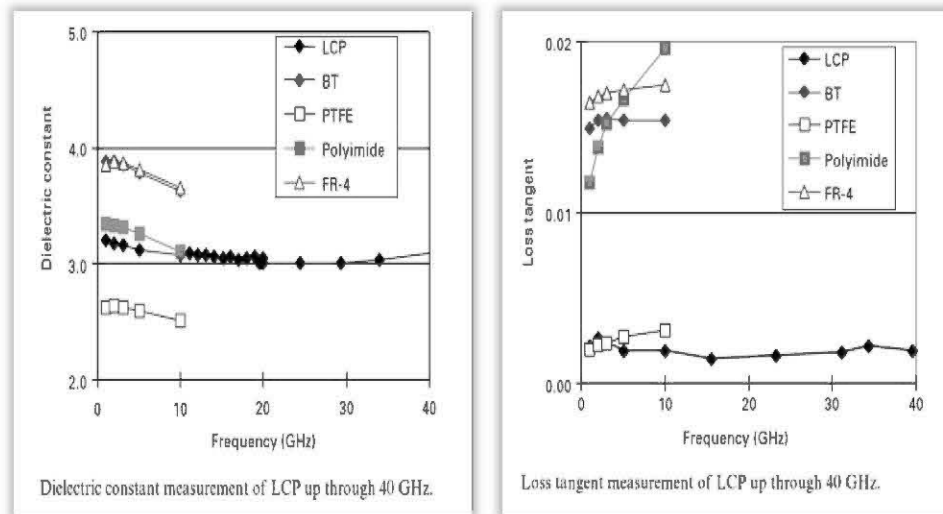 5.0
4.0
3.0
2.0
Dielectric constant
LCP
BT
PTFE
Polyimide
FR-4
0 10 20 30 40
Frequency (GHz)
Dielectric constant measurement of LCP up through 40 GHz.
0.02
0.01
0.00
Loss tangent
LCP
BT
PTFE
Polyimide
FR-4
0 10 20 30 40
Frequency (GHz)
Loss tangent measurement of LCP up through 40 GHz.